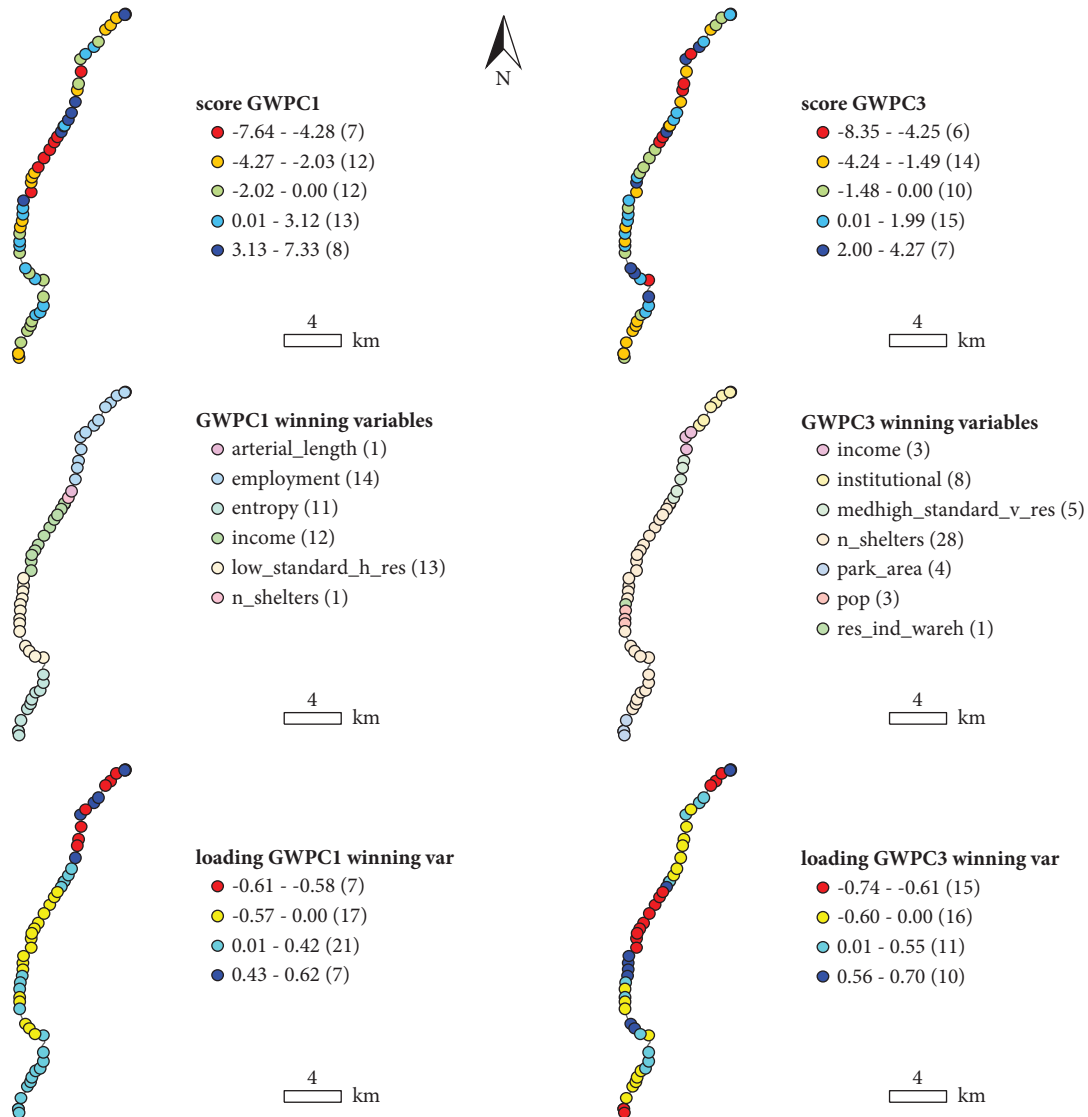 N
score GWPC1
-7.64 - -4.28 (7)
-4.27 - -2.03 (12)
-2.02 - 0.00 (12)
0.01 - 3.12 (13)
3.13 - 7.33 (8)
4
km
score GWPC3
-8.35 - -4.25 (6)
-4.24 - -1.49 (14)
-1.48 - 0.00 (10)
0.01 - 1.99 (15)
2.00 - 4.27 (7)
4
km
GWPC1 winning variables
arterial_length (1)
employment (14)
entropy (11)
income (12)
low_standard_h_res (13)
n_shelters (1)
4
km
GWPC3 winning variables
income (3)
institutional (8)
medhigh_standard_v_res (5)
n_shelters (28)
park_area (4)
pop (3)
res_ind_wareh (1)
4
km
loading GWPC1 winning var
-0.61 - -0.58 (7)
-0.57 - 0.00 (17)
0.01 - 0.42 (21)
0.43 - 0.62 (7)
4
km
loading GWPC3 winning var
-0.74 - -0.61 (15)
-0.60 - 0.00 (16)
0.01 - 0.55 (11)
0.56 - 0.70 (10)
4
km